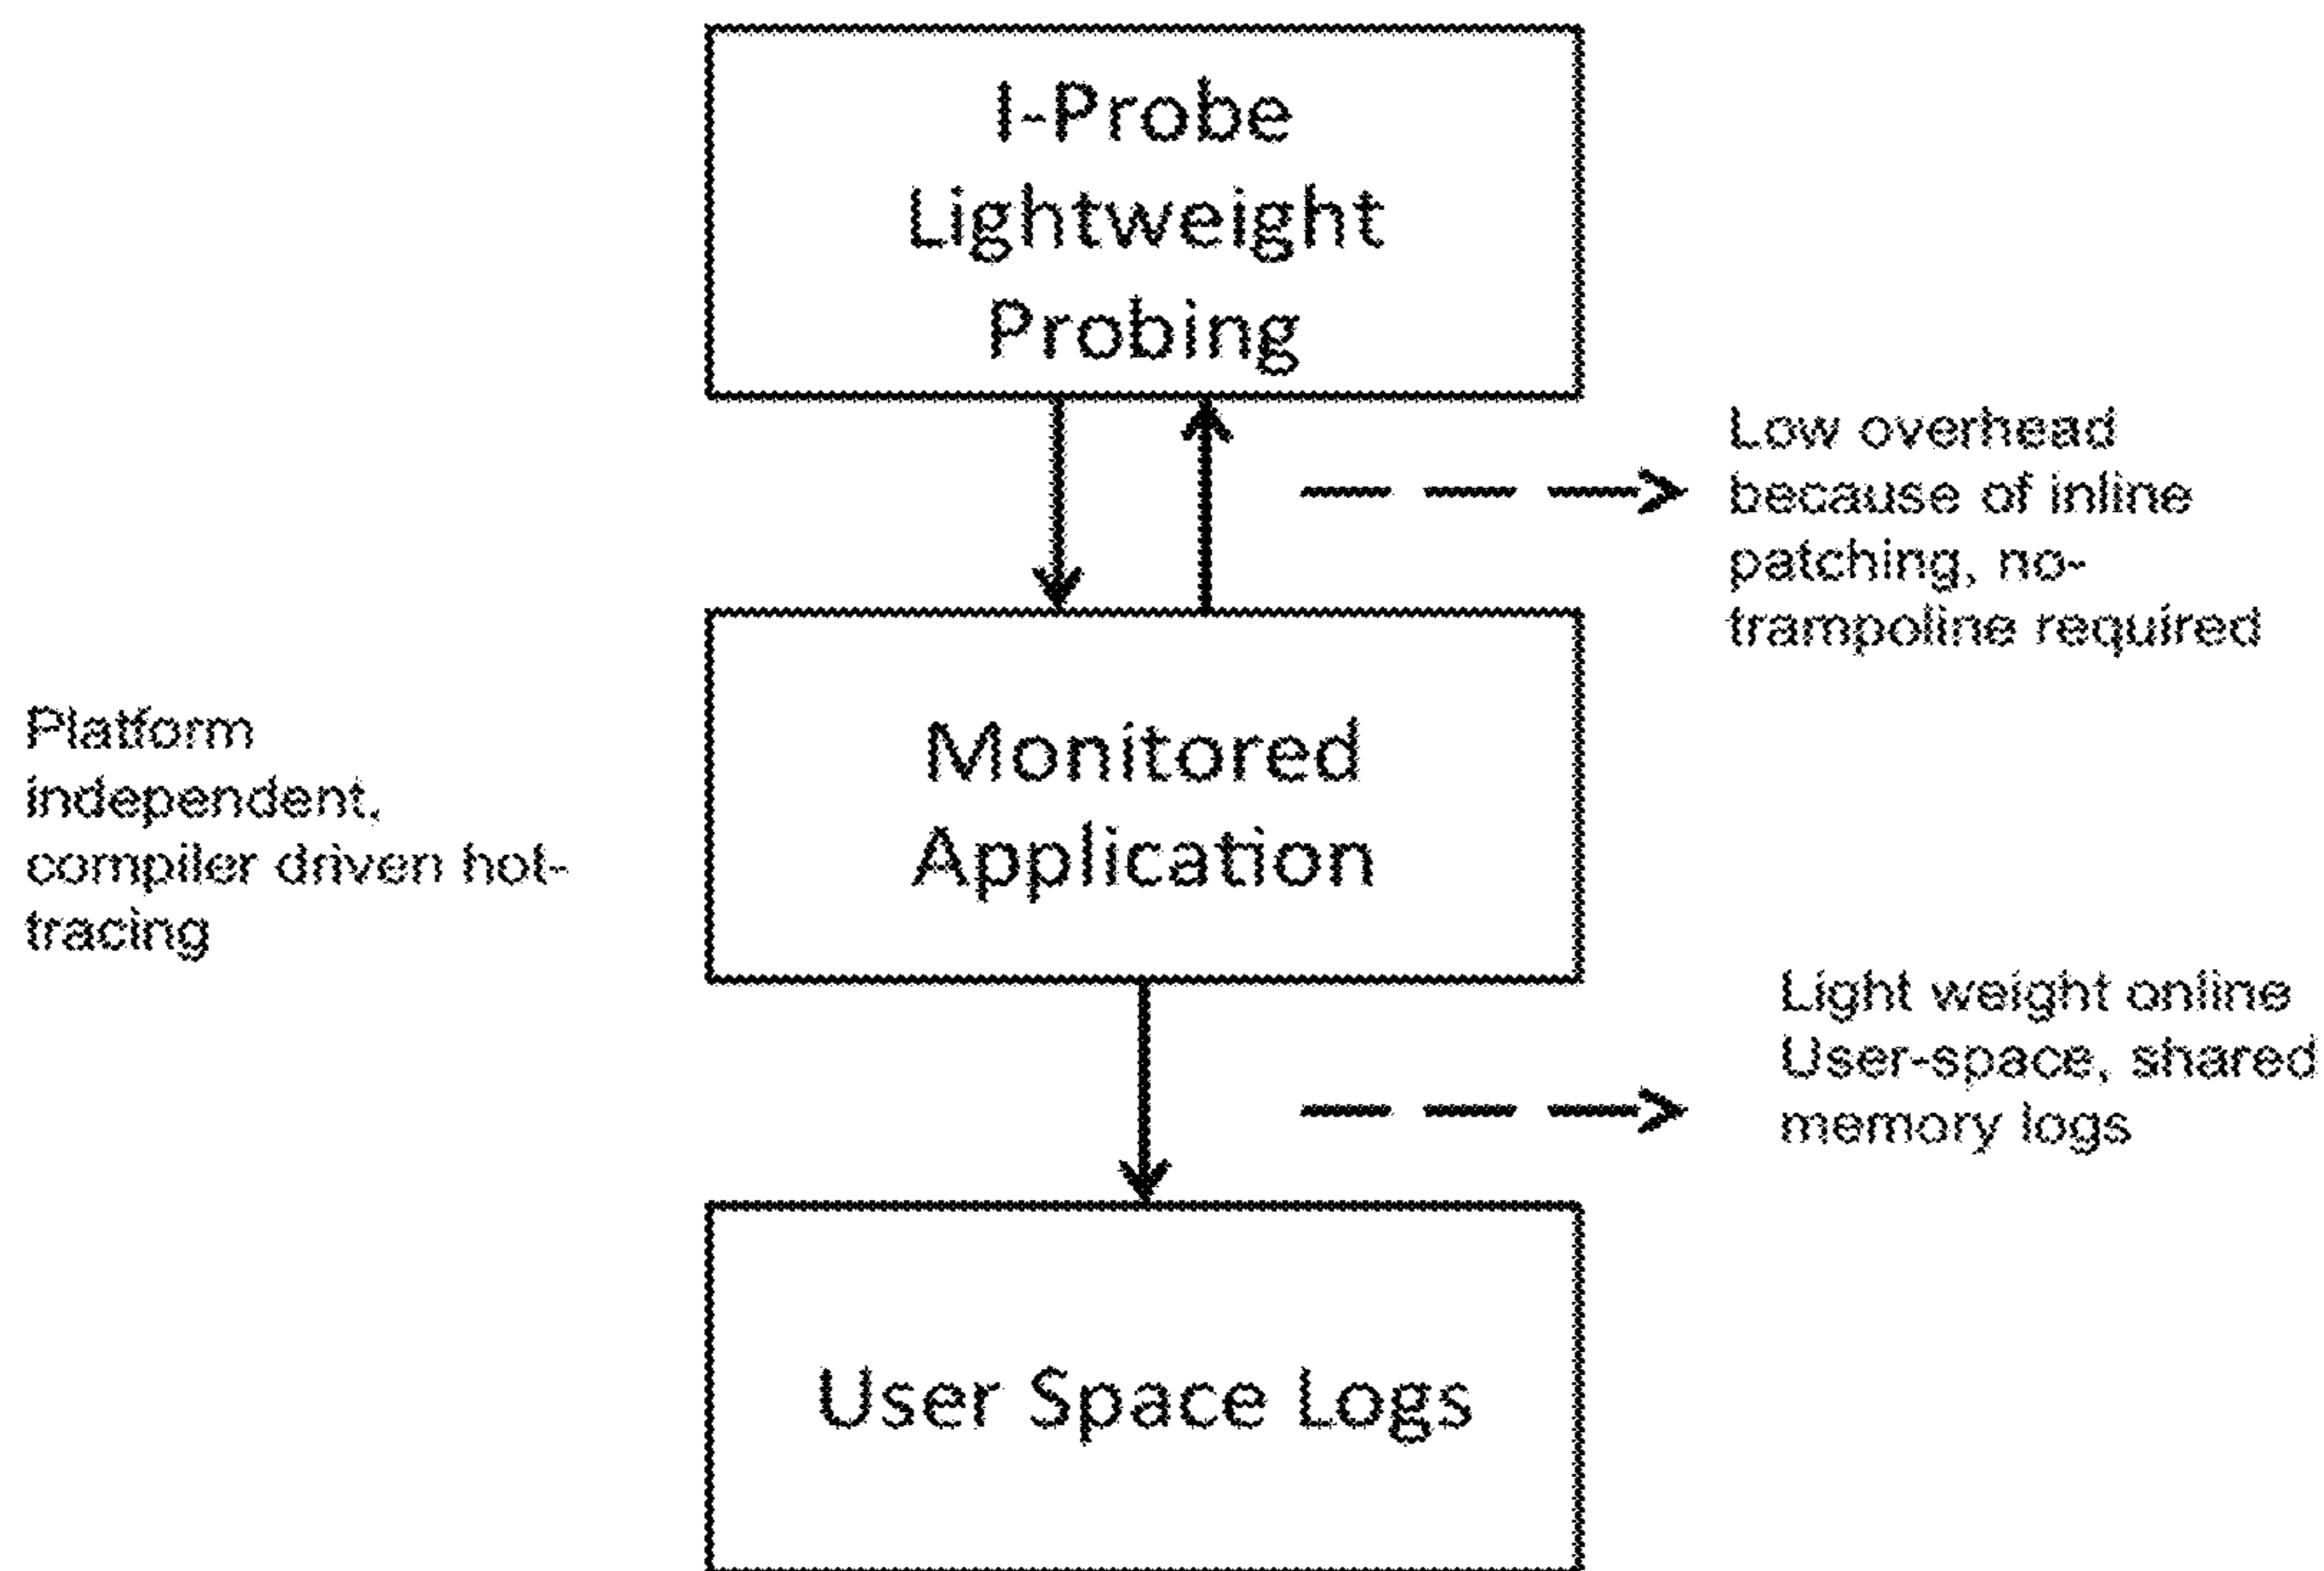 I-Probe
Lightweight
Probing
Low overhead
because of inline
patching, no-
trampoline required
Monitored
Application
Platform
independent,
compiler driven hot-
tracing
Light weight online
User-space, shared
memory logs
User Space Logs